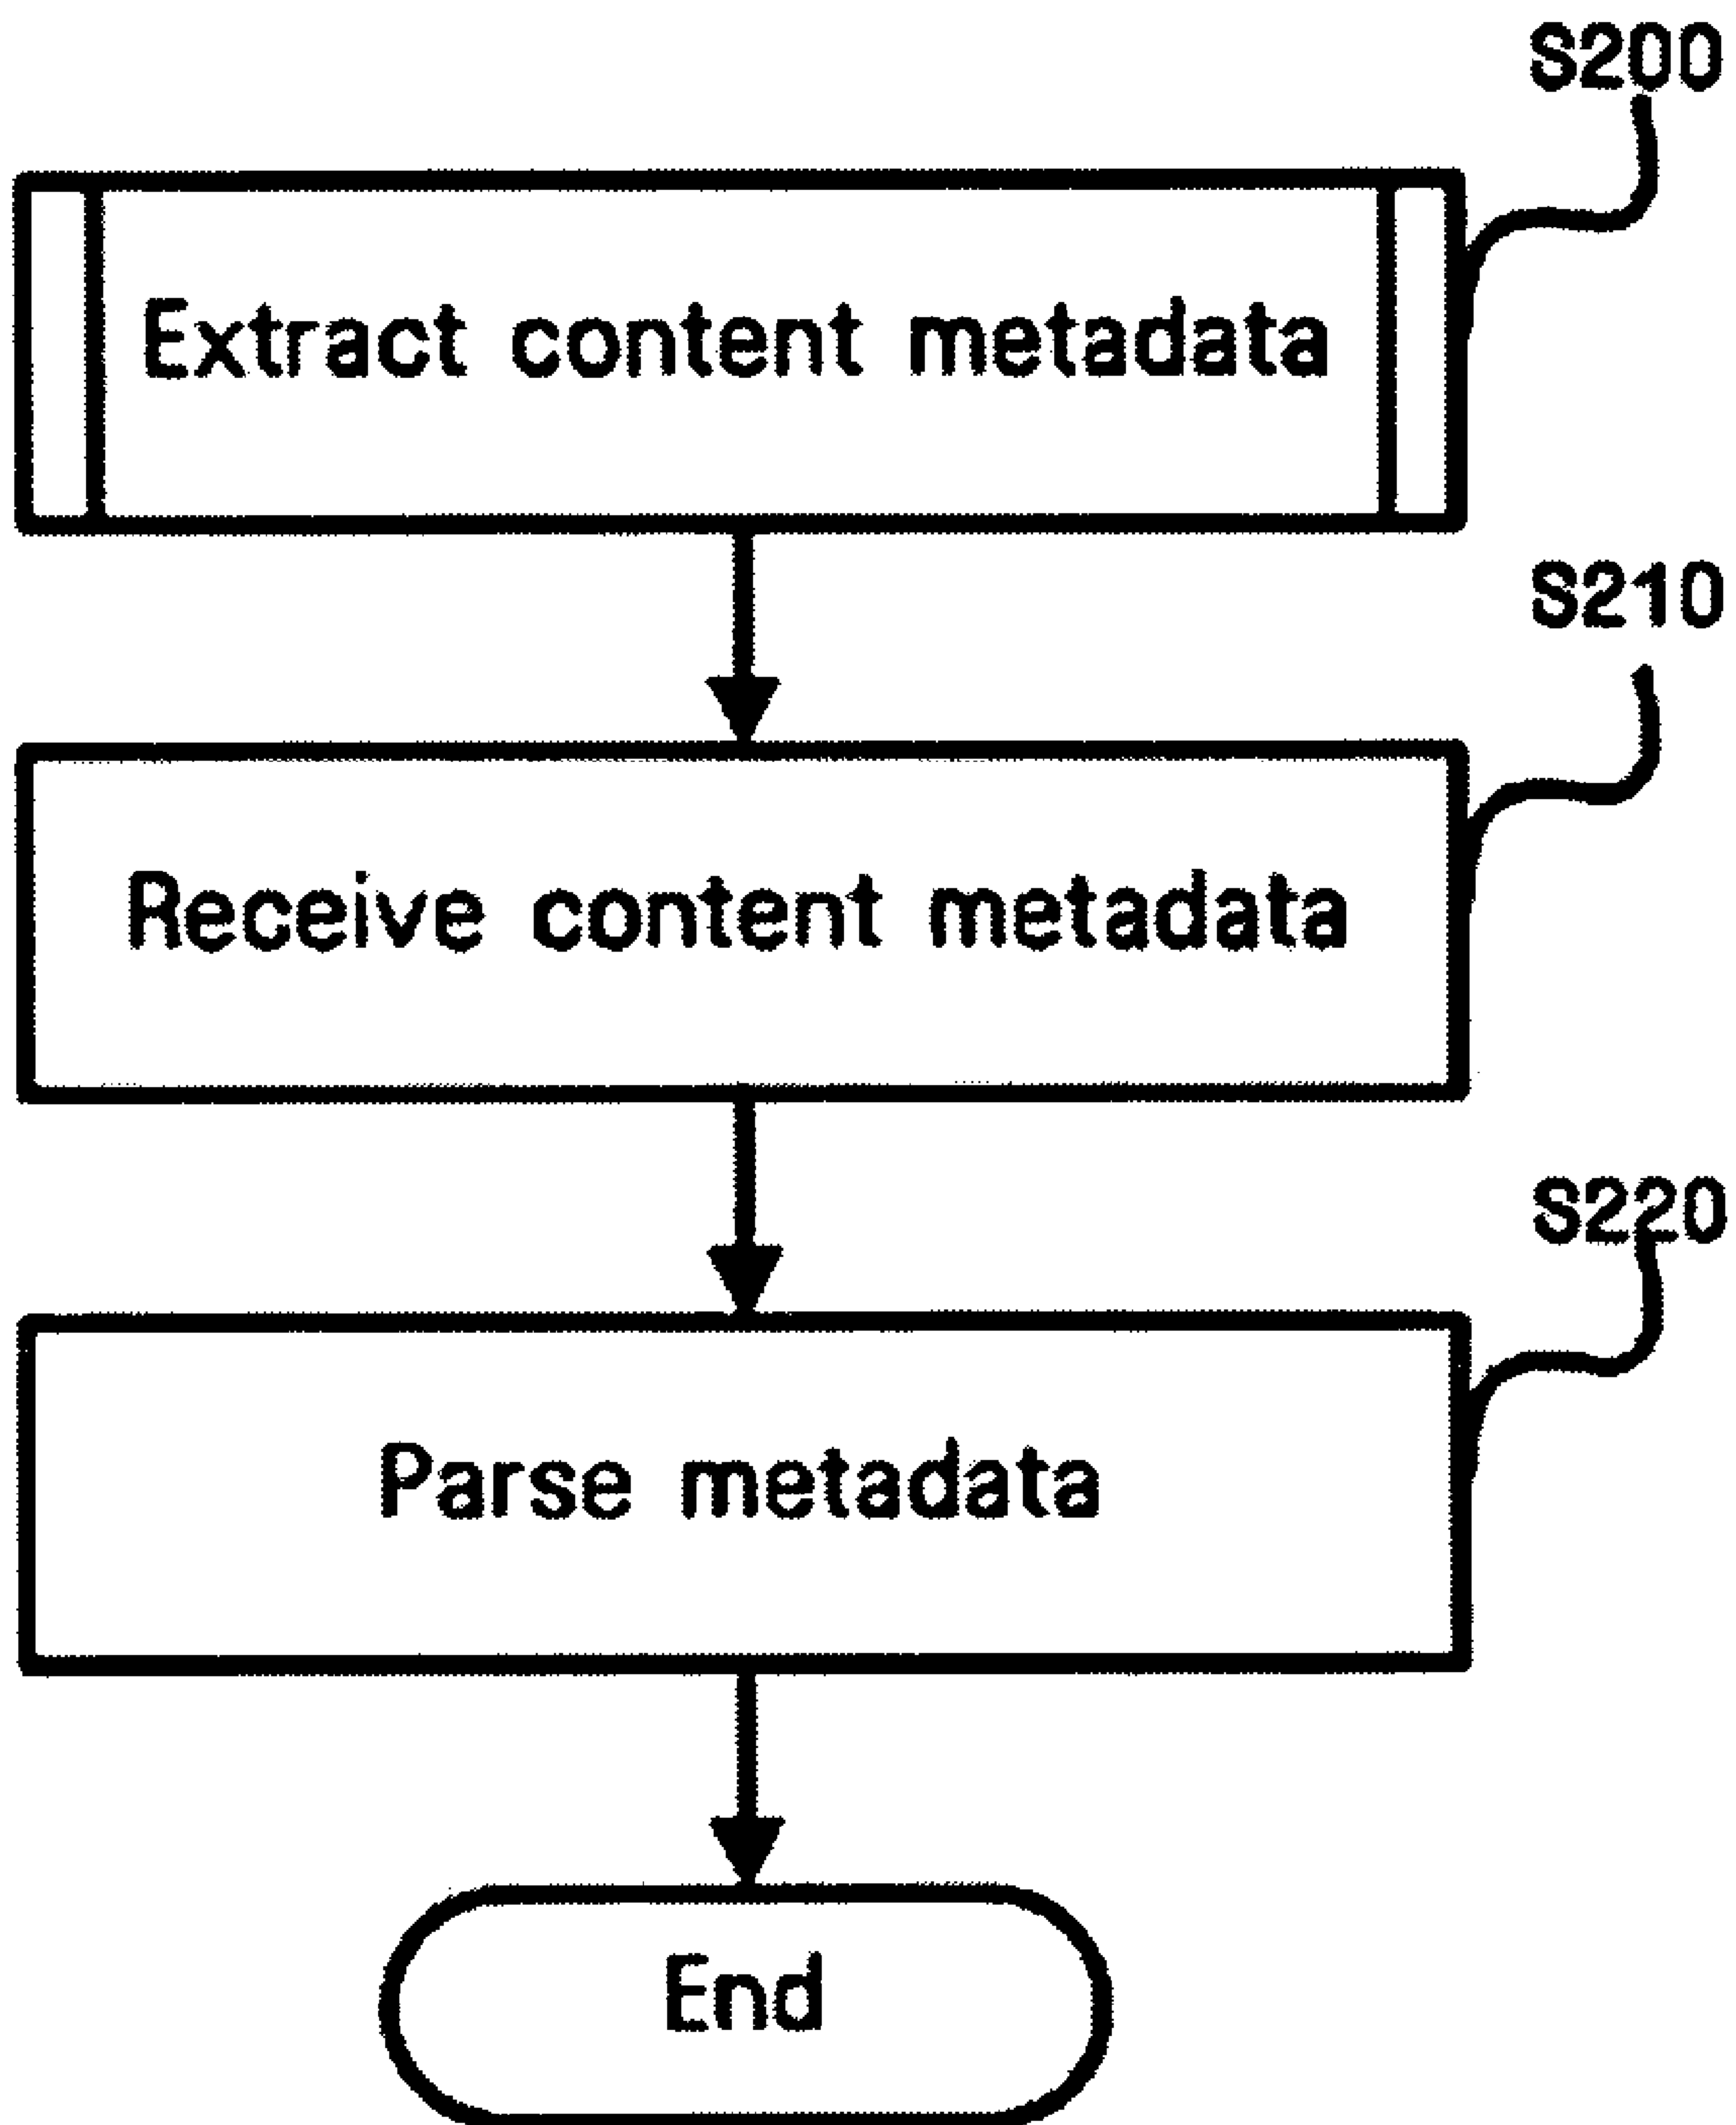 S200
Extract content metadata
S210
Receive content metadata
S220
Parse metadata
End